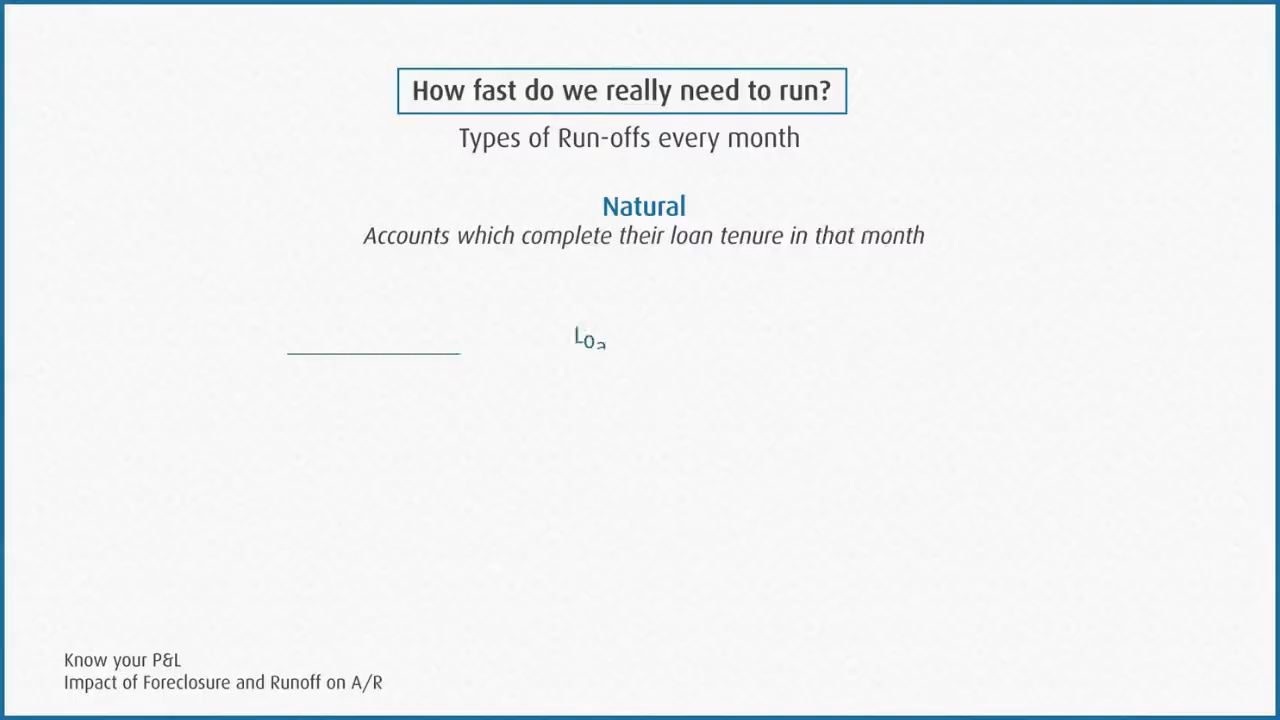 How fast do we really need to run?
Types of Run-offs every month
Natural
Accounts which complete their loan tenure in that month
Loa
Know your P&L
Impact of Foreclosure and Runoff on A/R